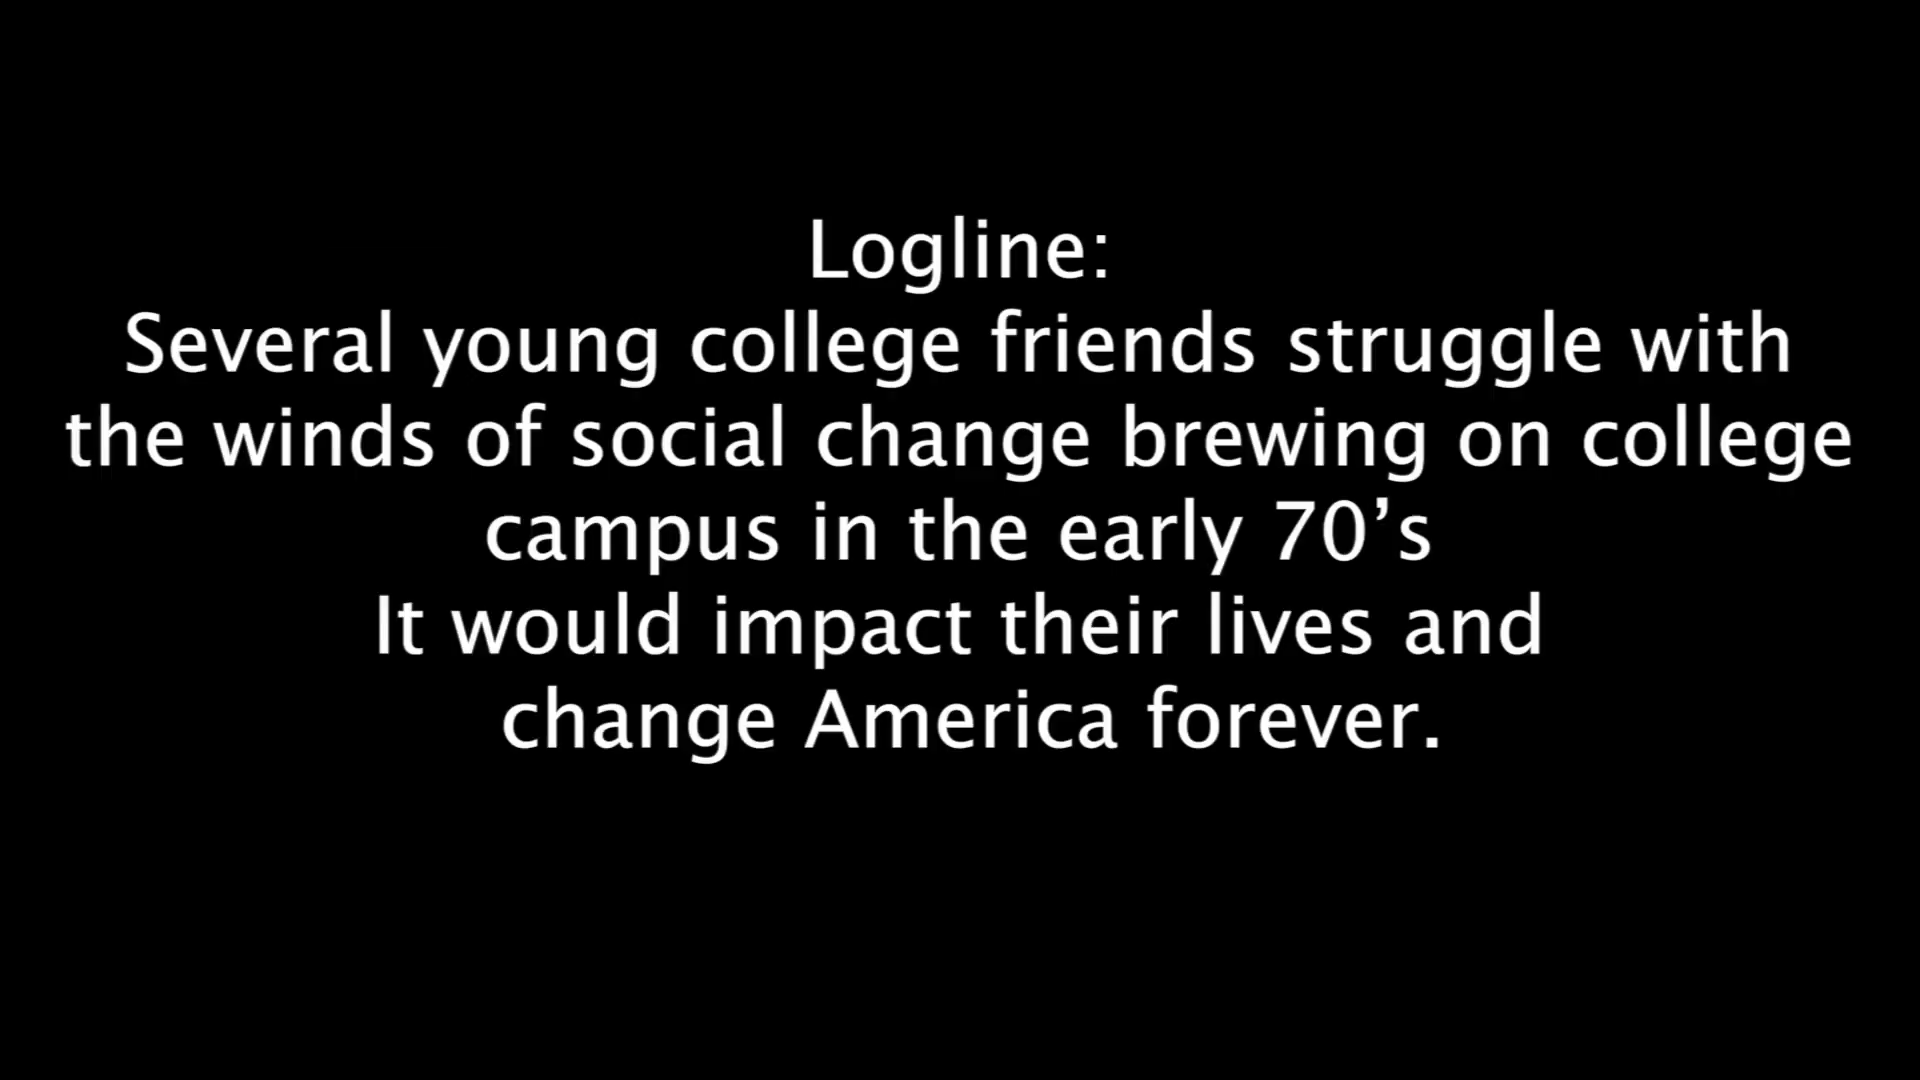 Logline:
Several young college friends struggle with
the winds of social change brewing on college
campus in the early 70’s
It would impact their lives and
change America forever.